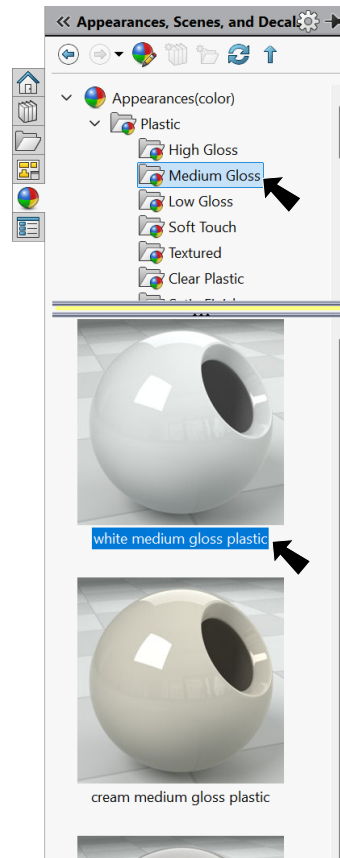 Appearances, Scenes, and Decals
Appearances(color)
Plastic
High Gloss
Medium Gloss
Low Gloss
Soft Touch
Textured
Clear Plastic
white medium gloss plastic
cream medium gloss plastic